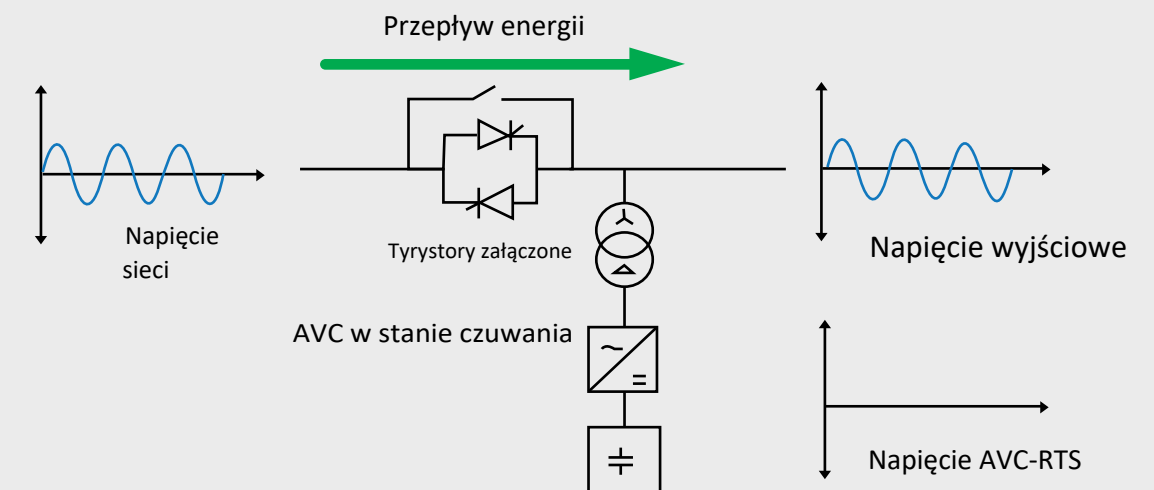 Przepływ energii
Napięcie
sieci
Tyrystory załączone
Napięcie wyjściowe
AVC w stanie czuwania
Napięcie AVC-RTS